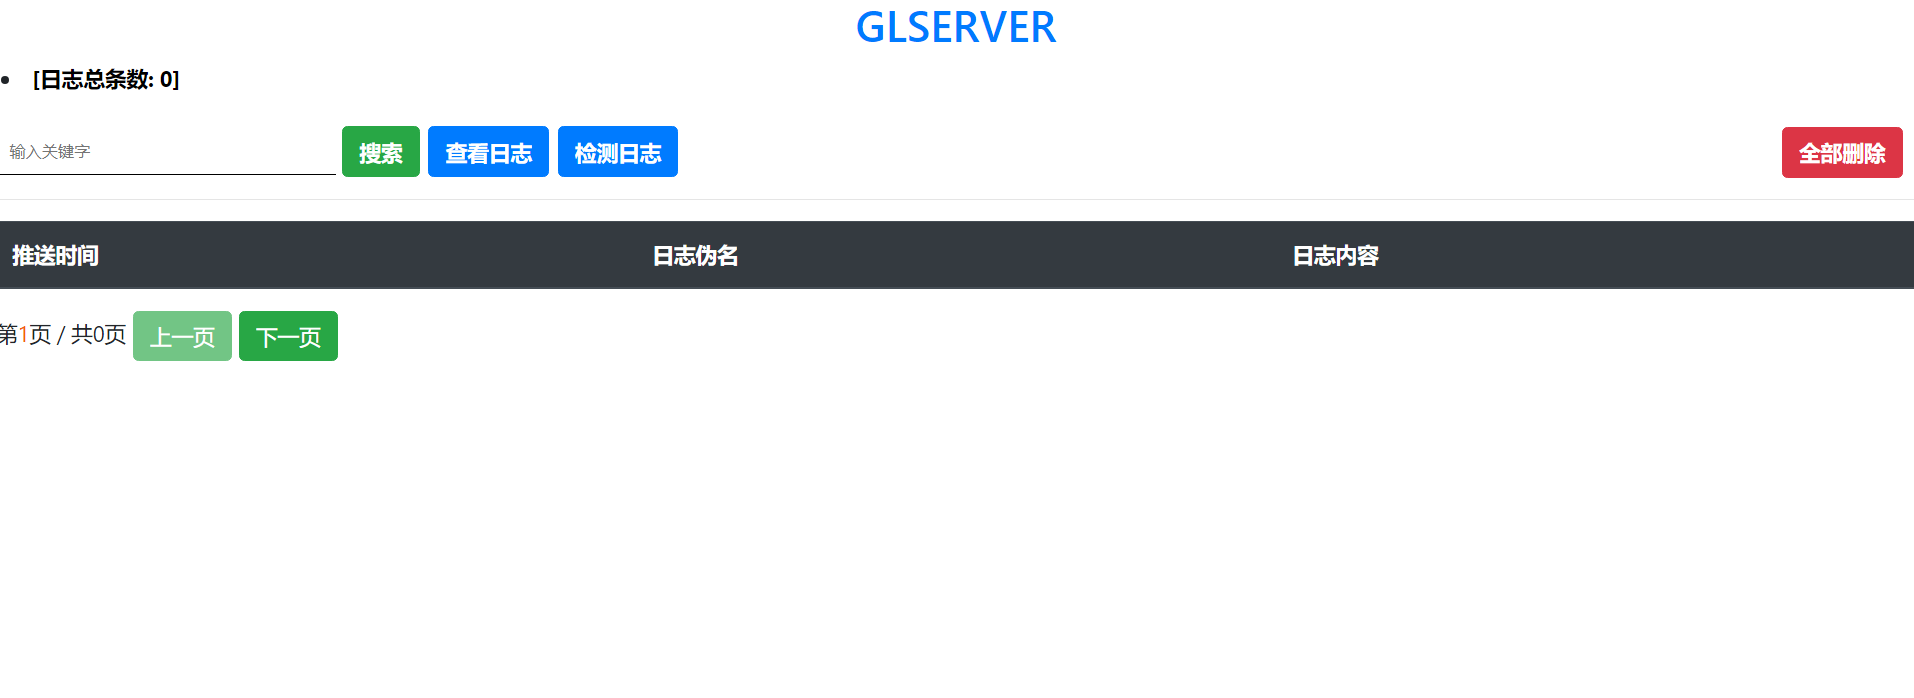 GLSERVER
[日志总条数: 0]
输入关键字 搜索 查看日志 检测日志 全部删除
推送时间 日志伪名 日志内容
第1页 / 共0页 上一页 下一页